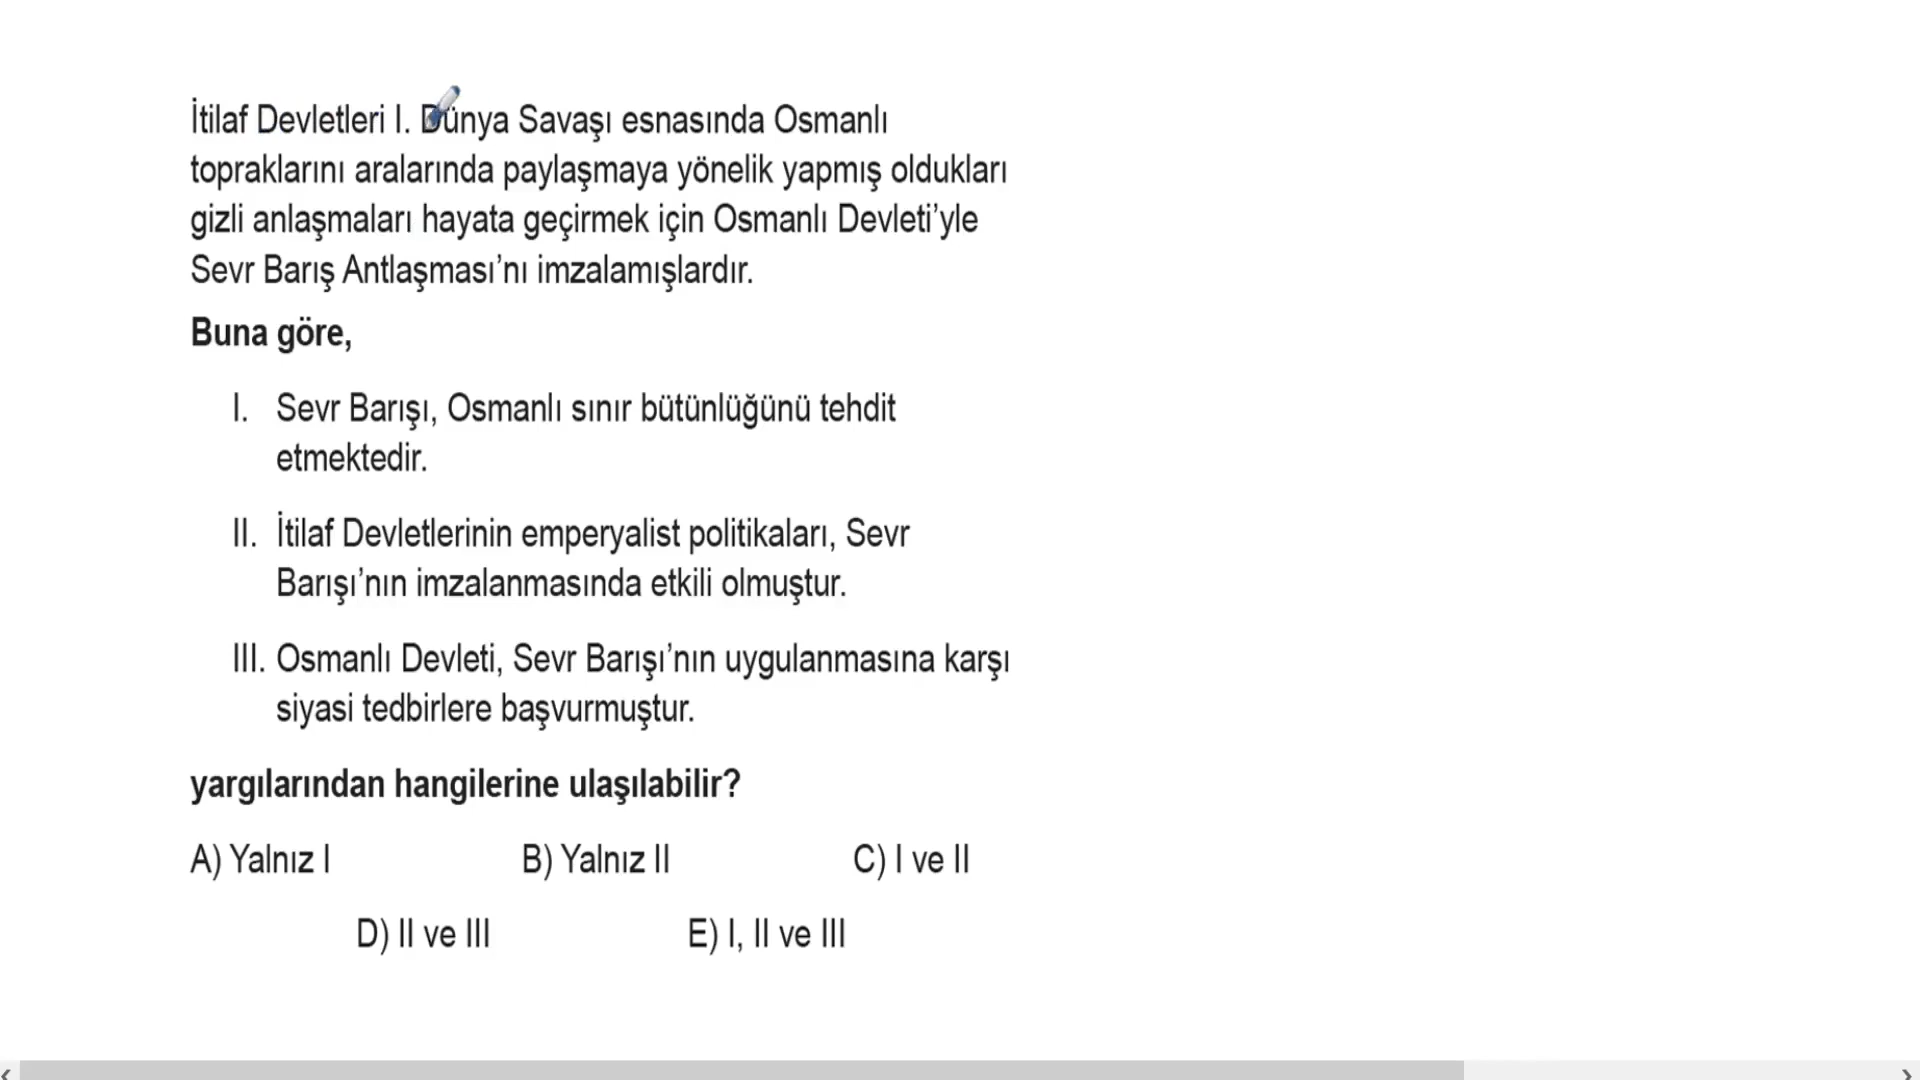 İtilaf Devletleri I. Dünya Savaşı esnasında Osmanlı
topraklarını aralarında paylaşmaya yönelik yapmış oldukları
gizli anlaşmaları hayata geçirmek için Osmanlı Devleti’yle
Sevr Barış Antlaşması’nı imzalamışlardır.
Buna göre,
I. Sevr Barışı, Osmanlı sınır bütünlüğünü tehdit
etmektedir.
II. İtilaf Devletlerinin emperyalist politikaları, Sevr
Barışı’nın imzalanmasında etkili olmuştur.
III. Osmanlı Devleti, Sevr Barışı’nın uygulanmasına karşı
siyasi tedbirlere başvurmuştur.
yargılarından hangilerine ulaşılabilir?
A) Yalnız I B) Yalnız II C) I ve II
D) II ve III E) I, II ve III